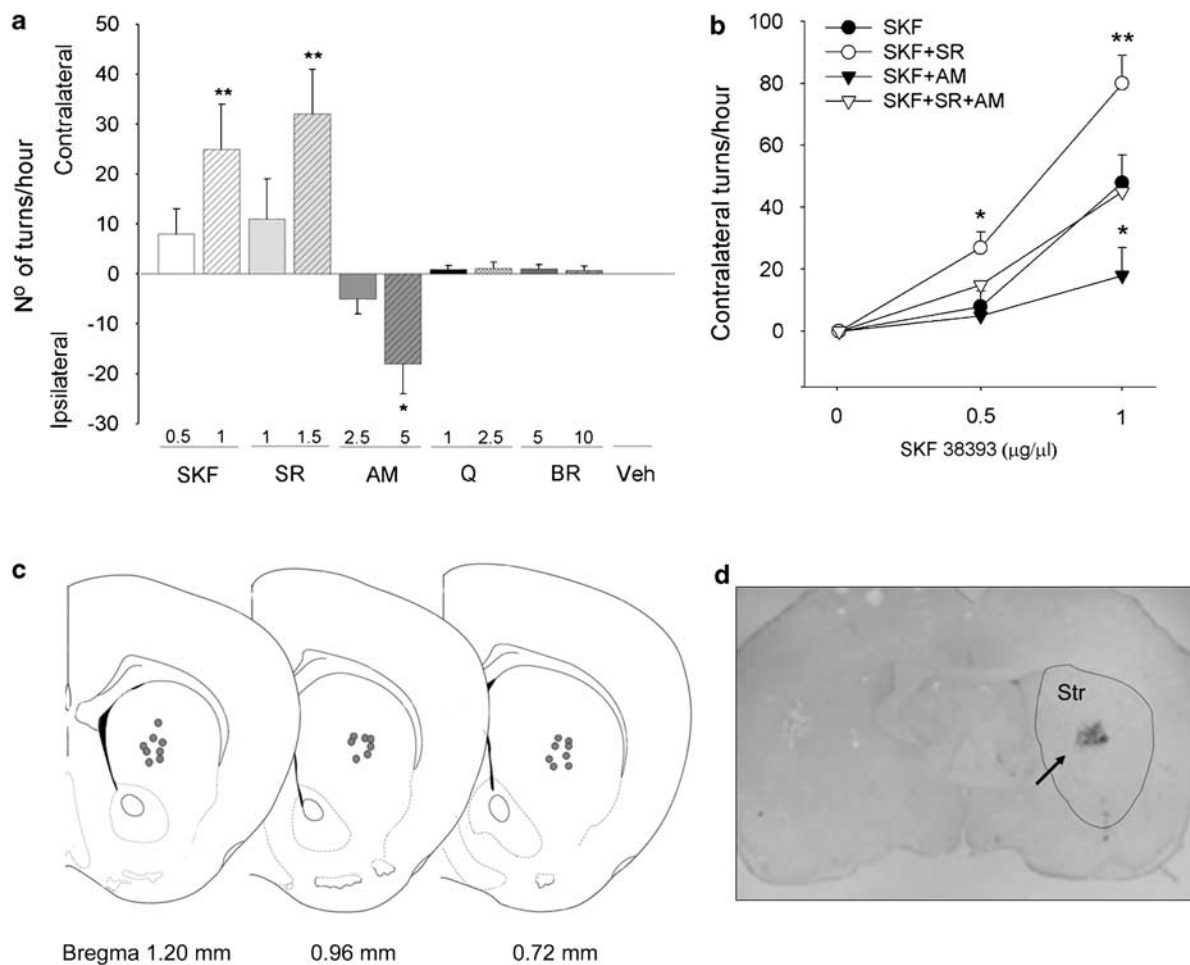 a
50
40
30
20
10
0
-10
-20
-30
Nº of turns/hour
Contralateral
Ipsilateral
** **
*
0.5 1 1 1.5 2.5 5 1 2.5 5 10
SKF SR AM Q BR Veh
b
100
80
60
40
20
0
Contralateral turns/hour
SKF
SKF+SR
SKF+AM
SKF+SR+AM
**
*
*
0 0.5 1
SKF 38393 (µg/µl)
c
Bregma 1.20 mm 0.96 mm 0.72 mm
d
Str